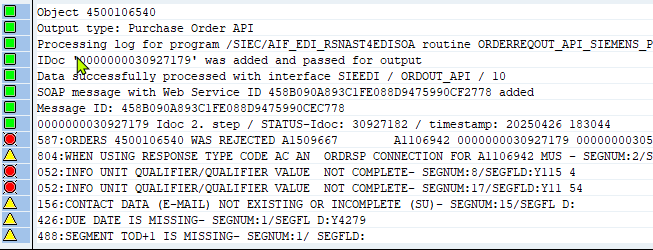 Object 4500106540
Output type: Purchase Order API
Processing log for program /SIEC/AIF_EDI_RSNAST4EDISOA routine ORDERREQOUT_API_SIEMENS_P
IDoc '0000000030927179' was added and passed for output
Data successfully processed with interface SIEEDI / ORDOUT_API / 10
SOAP message with Web Service ID 458B090A893C1FE088D9475990CF2778 added
Message ID: 458B090A893C1FE088D9475990CEC778
0000000030927179 Idoc 2. step / STATUS-Idoc: 30927182 / timestamp: 20250426 183044
587:ORDERS 4500106540 WAS REJECTED A1509667 A1106942 0000000030927179 000000000305
804:WHEN USING RESPONSE TYPE CODE AC AN ORDRSP CONNECTION FOR A1106942 MUS - SEGNUM:2/S
052:INFO UNIT QUALIFIER/QUALIFIER VALUE NOT COMPLETE- SEGNUM:8/SEGFLD:Y115 4
052:INFO UNIT QUALIFIER/QUALIFIER VALUE NOT COMPLETE- SEGNUM:17/SEGFLD:Y11 54
156:CONTACT DATA (E-MAIL) NOT EXISTING OR INCOMPLETE (SU)- SEGNUM:15/SEGFL D:
426:DUE DATE IS MISSING- SEGNUM:1/SEGFL D:Y4279
488:SEGMENT TOD+1 IS MISSING- SEGNUM:1/ SEGFLD: